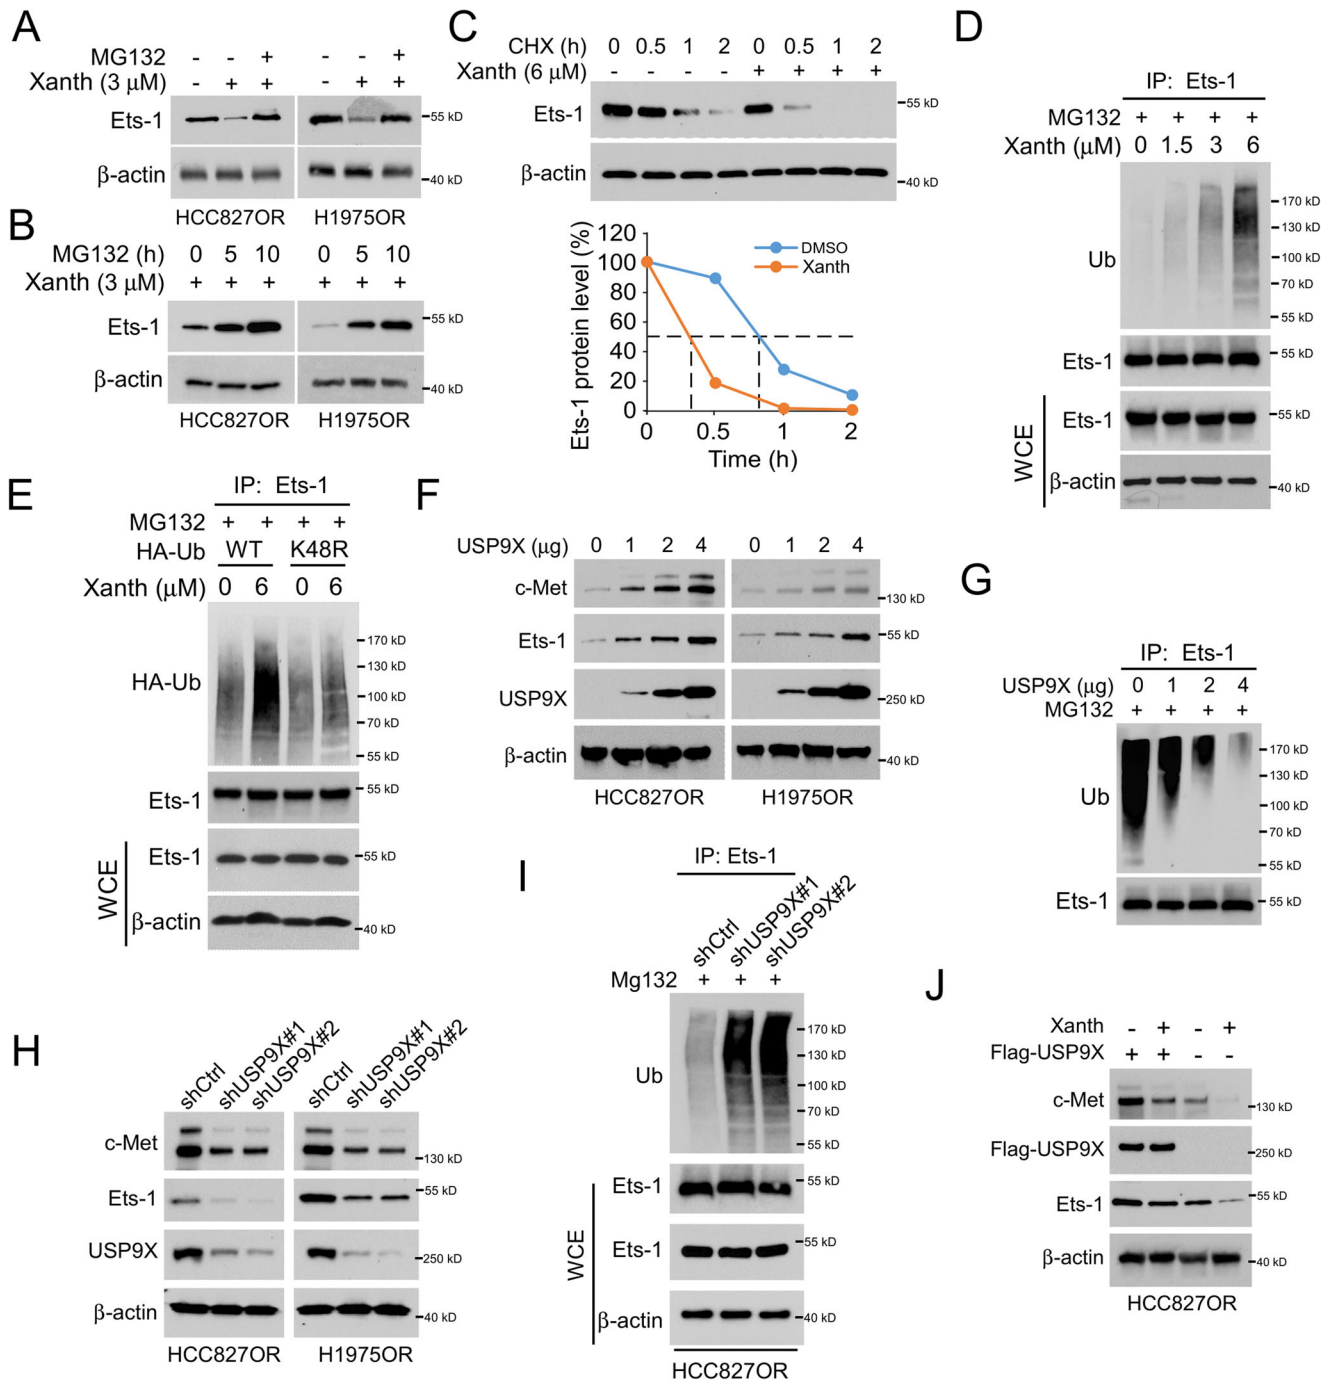 A
MG132 - - + - - +
Xanth (3 μM) - + + - + +
Ets-1
55 kD
β-actin
40 kD
HCC827OR H1975OR
B
MG132 (h) 0 5 10 0 5 10
Xanth (3 μM) + + + + + +
Ets-1
55 kD
β-actin
40 kD
HCC827OR H1975OR
C
CHX (h) 0 0.5 1 2 0 0.5 1 2
Xanth (6 μM) - - - - + + + +
Ets-1
55 kD
β-actin
40 kD
Ets-1 protein level (%)
120
100
80
60
40
20
0
DMSO
Xanth
0 0.5 1 2
Time (h)
D
IP: Ets-1
MG132 + + + +
Xanth (μM) 0 1.5 3 6
Ub
170 kD
130 kD
100 kD
70 kD
55 kD
Ets-1
55 kD
WCE
Ets-1
55 kD
β-actin
40 kD
E
IP: Ets-1
MG132 + + + +
HA-Ub WT K48R
Xanth (μM) 0 6 0 6
HA-Ub
170 kD
130 kD
100 kD
70 kD
55 kD
Ets-1
55 kD
WCE
Ets-1
55 kD
β-actin
40 kD
F
USP9X (μg) 0 1 2 4 0 1 2 4
c-Met
130 kD
Ets-1
55 kD
USP9X
250 kD
β-actin
40 kD
HCC827OR H1975OR
G
IP: Ets-1
USP9X (μg) 0 1 2 4
MG132 + + + +
Ub
170 kD
130 kD
100 kD
70 kD
55 kD
Ets-1
55 kD
H
shCtrl shUSP9X#1 shUSP9X#2 shCtrl shUSP9X#1 shUSP9X#2
c-Met
130 kD
Ets-1
55 kD
USP9X
250 kD
β-actin
40 kD
HCC827OR H1975OR
I
IP: Ets-1
shCtrl shUSP9X#1 shUSP9X#2
Mg132 + + +
Ub
170 kD
130 kD
100 kD
70 kD
55 kD
Ets-1
55 kD
WCE
Ets-1
55 kD
β-actin
40 kD
HCC827OR
J
Xanth - + - +
Flag-USP9X + + - -
c-Met
130 kD
Flag-USP9X
250 kD
Ets-1
55 kD
β-actin
40 kD
HCC827OR